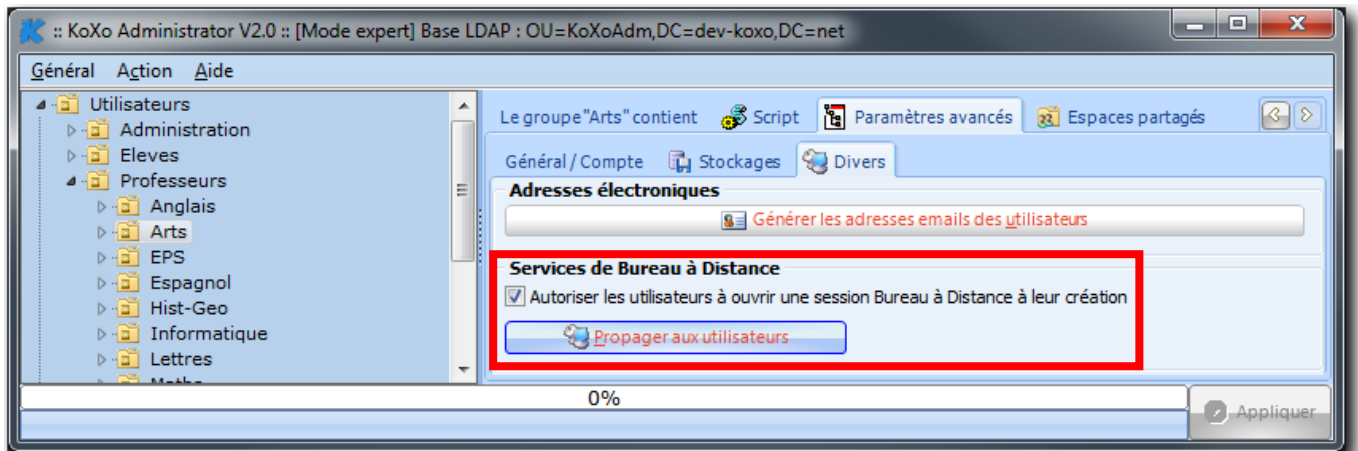 :: KoXo Administrator V2.0 :: [Mode expert] Base LDAP : OU=KoXoAdm,DC=dev-koxo,DC=net
Général Action Aide
Utilisateurs
Administration
Eleves
Professeurs
Anglais
Arts
EPS
Espagnol
Hist-Geo
Informatique
Lettres
Maths
Le groupe "Arts" contient Script Paramètres avancés Espaces partagés
Général / Compte Stockages Divers
Adresses électroniques
Générer les adresses emails des utilisateurs
Services de Bureau à Distance
Autoriser les utilisateurs à ouvrir une session Bureau à Distance à leur création
Propager aux utilisateurs
0%
Appliquer